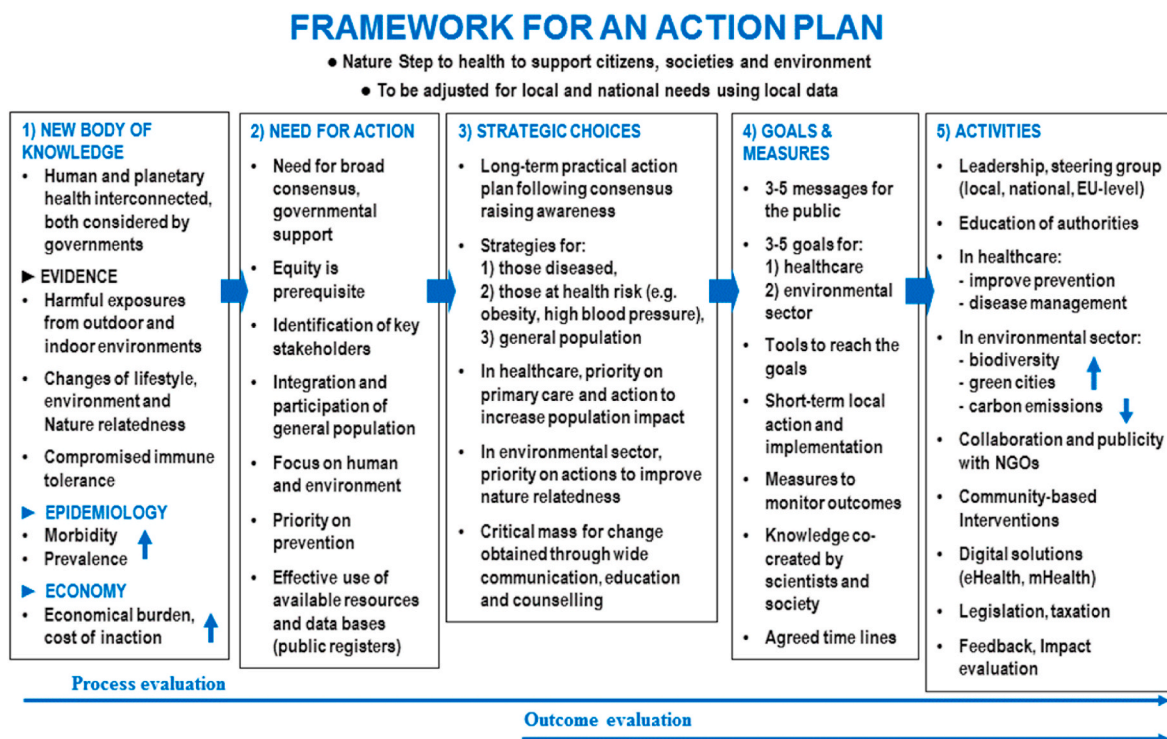 FRAMEWORK FOR AN ACTION PLAN
● Nature Step to health to support citizens, societies and environment
● To be adjusted for local and national needs using local data
1) NEW BODY OF
KNOWLEDGE
• Human and planetary
health interconnected,
both considered by
governments
► EVIDENCE
• Harmful exposures
from outdoor and
indoor environments
• Changes of lifestyle,
environment and
Nature relatedness
• Compromised immune
tolerance
► EPIDEMIOLOGY
• Morbidity
• Prevalence
► ECONOMY
• Economical burden,
cost of inaction
2) NEED FOR ACTION
• Need for broad
consensus,
governmental
support
• Equity is
prerequisite
• Identification of key
stakeholders
• Integration and
participation of
general population
• Focus on human
and environment
• Priority on
prevention
• Effective use of
available resources
and data bases
(public registers)
3) STRATEGIC CHOICES
• Long-term practical action
plan following consensus
raising awareness
• Strategies for:
1) those diseased,
2) those at health risk (e.g.
obesity, high blood pressure),
3) general population
• In healthcare, priority on
primary care and action to
increase population impact
• In environmental sector,
priority on actions to improve
nature relatedness
• Critical mass for change
obtained through wide
communication, education
and counselling
4) GOALS &
MEASURES
• 3-5 messages for
the public
• 3-5 goals for:
1) healthcare
2) environmental
sector
• Tools to reach the
goals
• Short-term local
action and
implementation
• Measures to
monitor outcomes
• Knowledge co-
created by
scientists and
society
• Agreed time lines
5) ACTIVITIES
• Leadership, steering group
(local, national, EU-level)
• Education of authorities
• In healthcare:
- improve prevention
- disease management
• In environmental sector:
- biodiversity
- green cities
- carbon emissions
• Collaboration and publicity
with NGOs
• Community-based
Interventions
• Digital solutions
(eHealth, mHealth)
• Legislation, taxation
• Feedback, Impact
evaluation
Process evaluation
Outcome evaluation